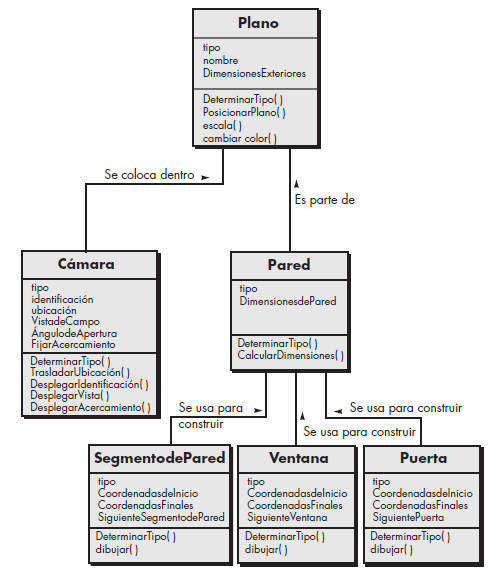 Plano
tipo
nombre
DimensionesExteriores
DeterminarTipo( )
PosicionarPlano( )
escala( )
cambiar color( )
Se coloca dentro
Es parte de
Cámara
tipo
identificación
ubicación
VistadeCampo
ÁngulodeApertura
FijarAcercamiento
DeterminarTipo( )
TrasladarUbicación( )
DesplegarIdentificación( )
DesplegarVista( )
DesplegarAcercamiento( )
Pared
tipo
DimensionesdePared
DeterminarTipo( )
CalcularDimensiones( )
Se usa para
construir
Se usa para construir
Se usa para construir
SegmentodePared
tipo
CoordenadasdeInicio
CoordenadasFinales
SiguienteSegmentodePared
DeterminarTipo( )
dibujar( )
Ventana
tipo
CoordenadasdeInicio
CoordenadasFinales
SiguienteVentana
DeterminarTipo( )
dibujar( )
Puerta
tipo
CoordenadasdeInicio
CoordenadasFinales
SiguientePuerta
DeterminarTipo( )
dibujar( )